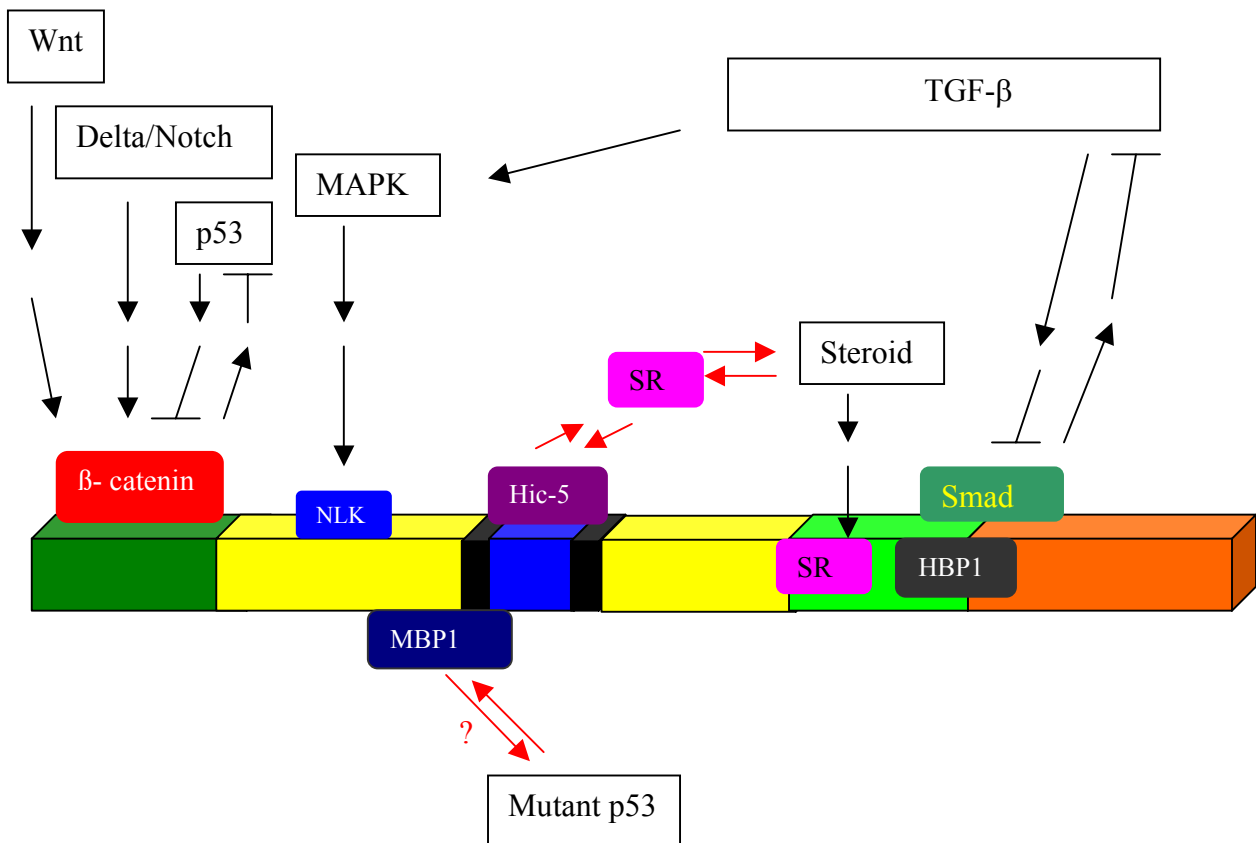 Wnt
TGF-β
Delta/Notch
MAPK
p53
Steroid
SR
ß- catenin
Hic-5
Smad
NLK
SR
HBP1
MBP1
?
Mutant p53